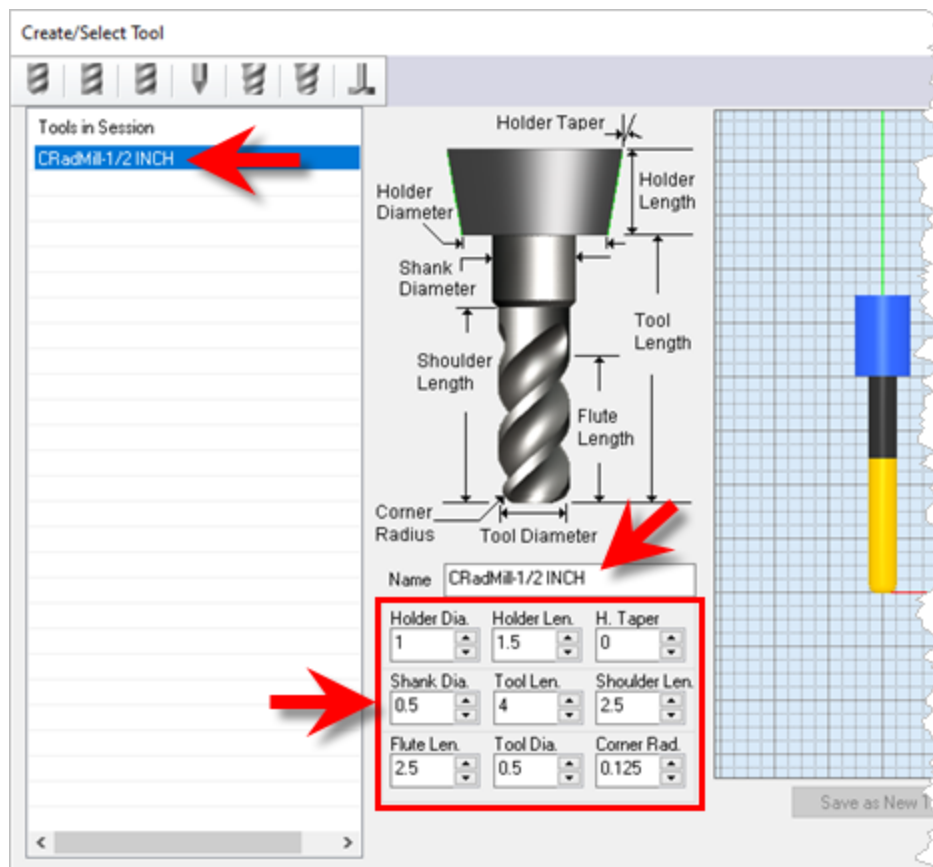 Create/Select Tool
Tools in Session
CRadMill-1/2 INCH
Holder Taper
Holder
Length
Holder
Diameter
Shank
Diameter
Tool
Length
Shoulder
Length
Flute
Length
Corner
Radius
Tool Diameter
Name CRadMill-1/2 INCH
Holder Dia. Holder Len. H. Taper
1 1.5 0
Shank Dia. Tool Len. Shoulder Len.
0.5 4 2.5
Flute Len. Tool Dia. Corner Rad.
2.5 0.5 0.125
Save as New